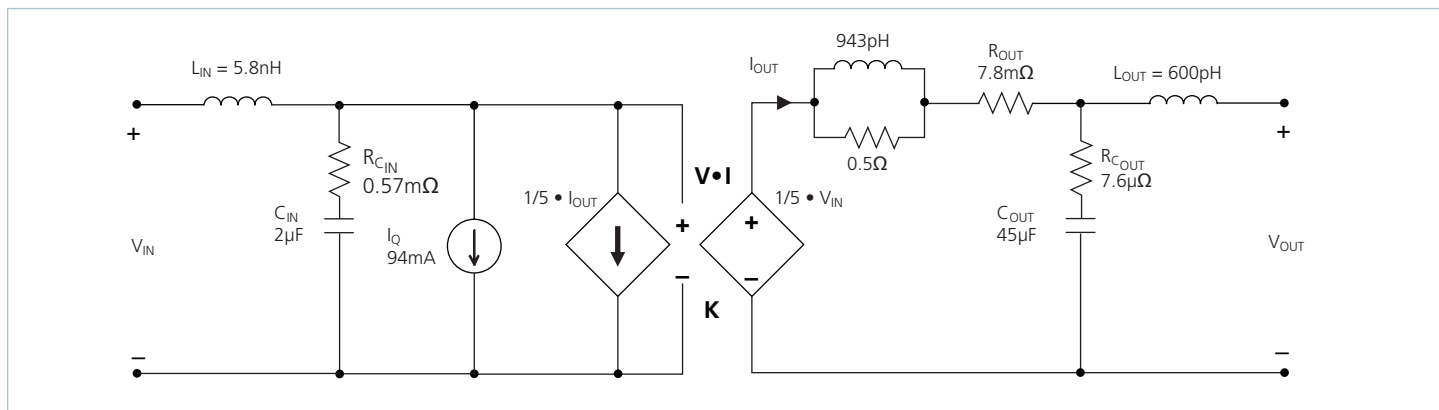 L_IN = 5.8nH
+
−
V_IN
R_C_IN
0.57mΩ
C_IN
2µF
I_Q
94mA
1/5 • I_OUT
V•I
+
−
K
+
−
1/5 • V_IN
I_OUT
943pH
0.5Ω
R_OUT
7.8mΩ
L_OUT = 600pH
R_C_OUT
7.6µΩ
C_OUT
45µF
+
−
V_OUT